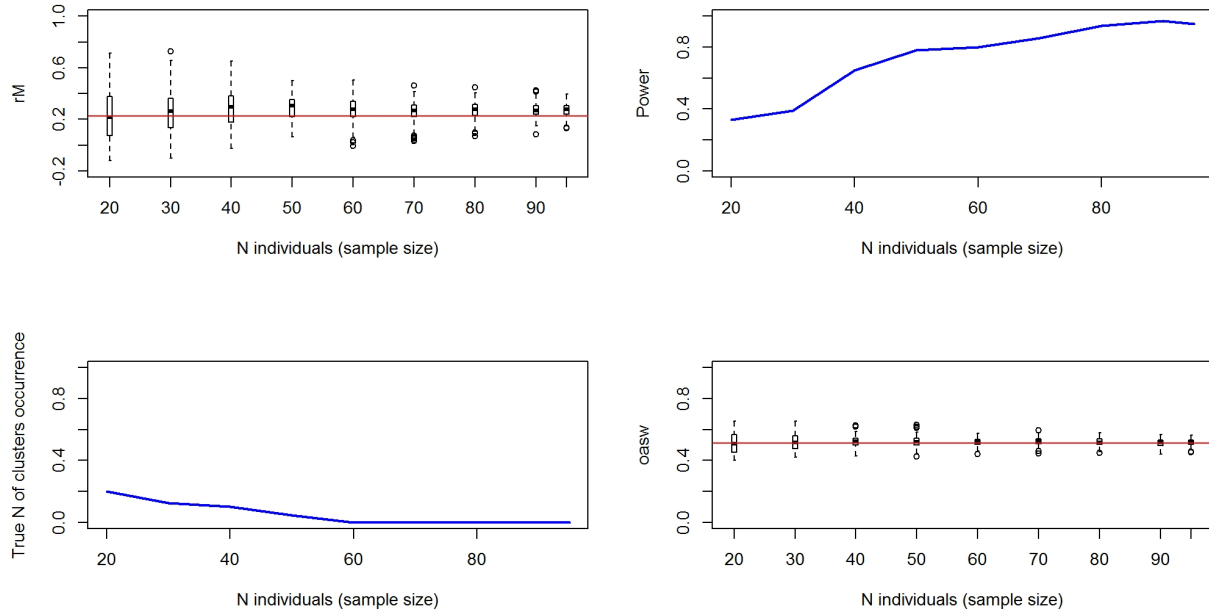 rM
1.0
0.6
0.2
-0.2
20 30 40 50 60 70 80 90
N individuals (sample size)
Power
0.8
0.4
0.0
20 40 60 80
N individuals (sample size)
True N of clusters occurrence
0.8
0.4
0.0
20 40 60 80
N individuals (sample size)
oasw
0.8
0.4
0.0
20 30 40 50 60 70 80 90
N individuals (sample size)